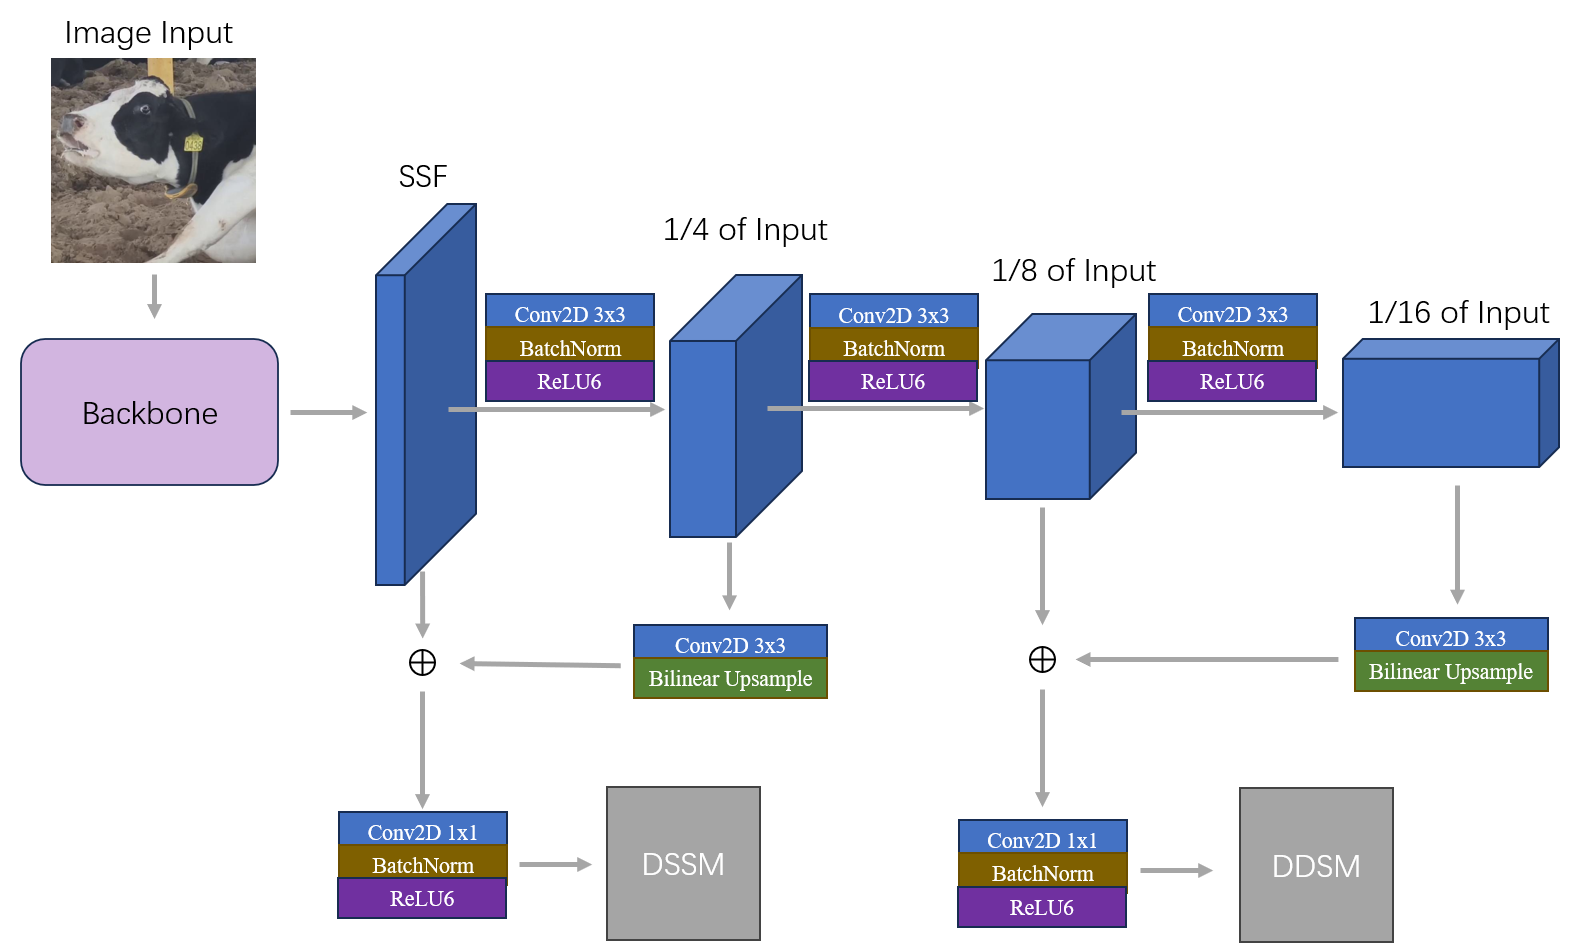 Image Input
SSF
1/4 of Input
1/8 of Input
1/16 of Input
Conv2D 3x3
BatchNorm
ReLU6
Conv2D 3x3
BatchNorm
ReLU6
Conv2D 3x3
BatchNorm
ReLU6
Backbone
Conv2D 3x3
Bilinear Upsample
Conv2D 3x3
Bilinear Upsample
Conv2D 1x1
BatchNorm
ReLU6
DSSM
Conv2D 1x1
BatchNorm
ReLU6
DDSM